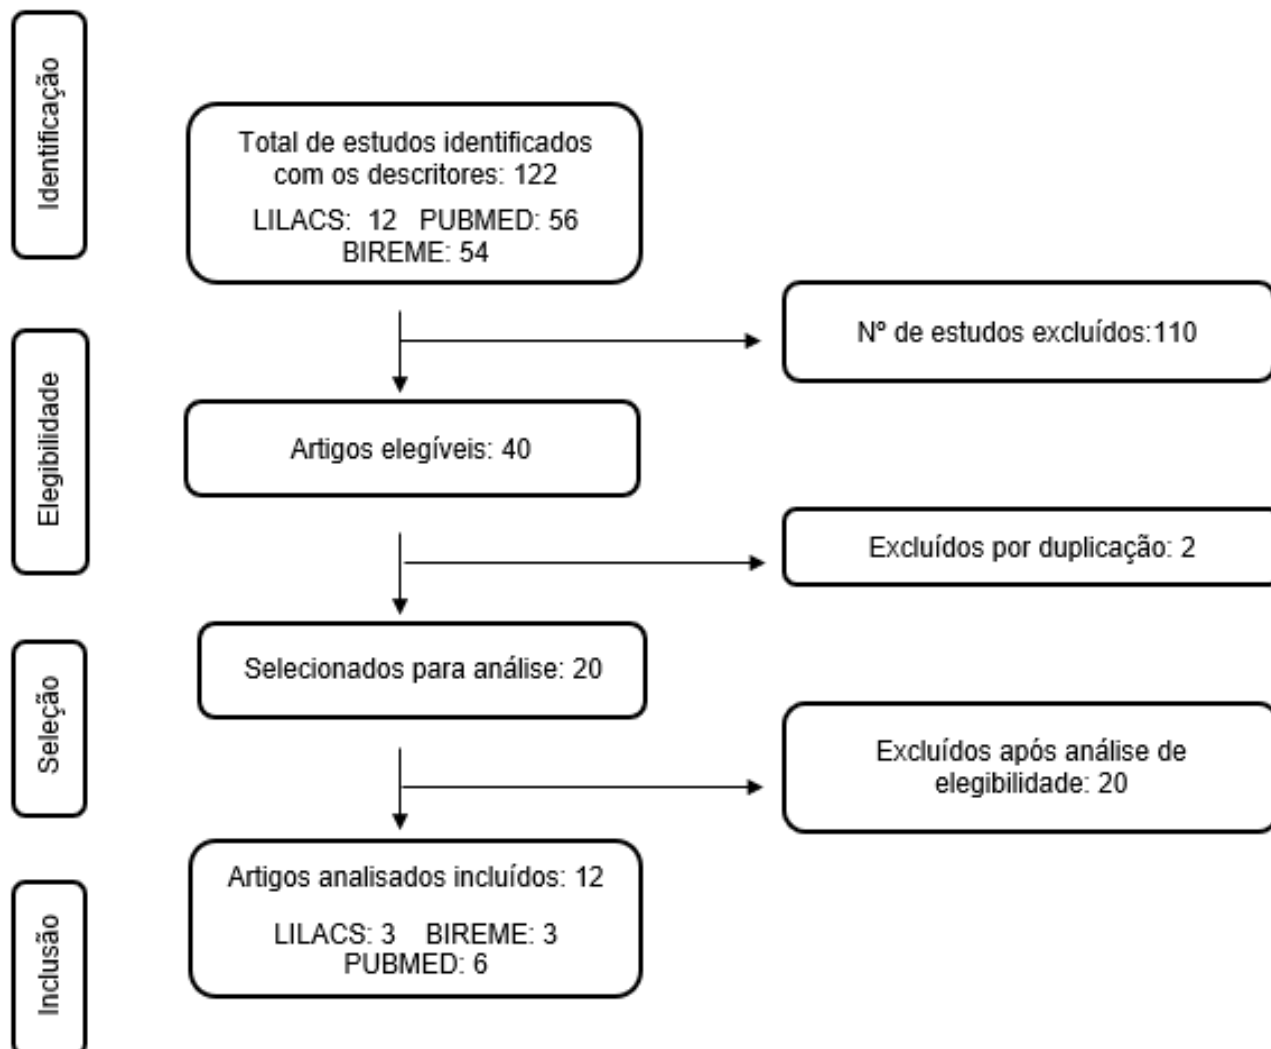 Identificação
Total de estudos identificados
com os descritores: 122
LILACS: 12 PUBMED: 56
BIREME: 54
Nº de estudos excluídos:110
Elegibilidade
Artigos elegíveis: 40
Excluídos por duplicação: 2
Seleção
Selecionados para análise: 20
Excluídos após análise de
elegibilidade: 20
Inclusão
Artigos analisados incluídos: 12
LILACS: 3 BIREME: 3
PUBMED: 6